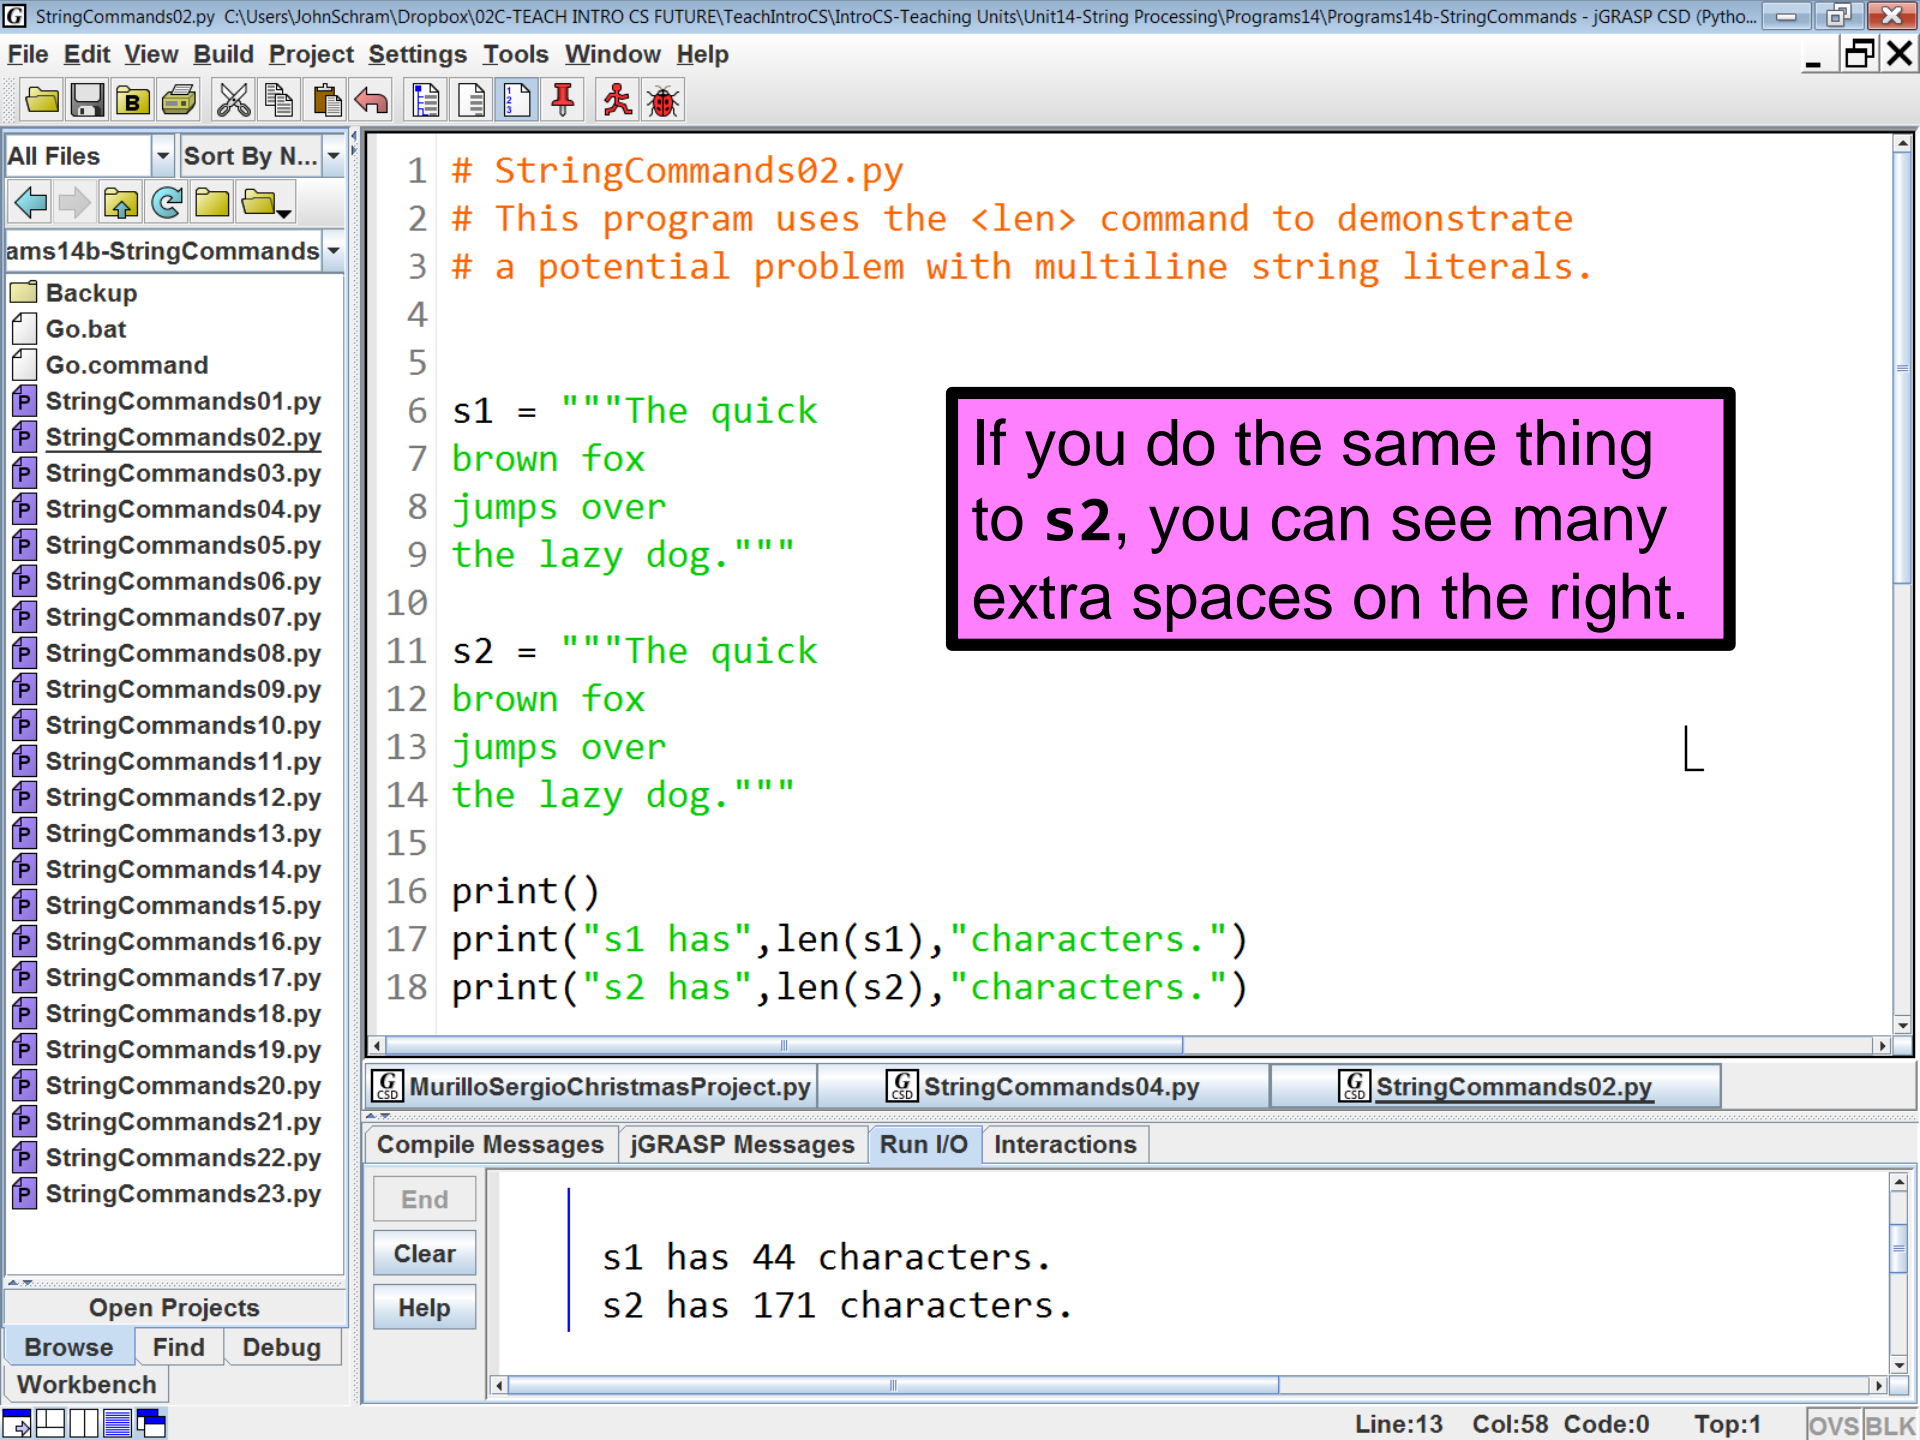 StringCommands02.py C:\Users\JohnSchram\Dropbox\02C-TEACH INTRO CS FUTURE\TeachIntroCS\IntroCS-Teaching Units\Unit14-String Processing\Programs14\Programs14b-StringCommands - jGRASP CSD (Pytho...
File Edit View Build Project Settings Tools Window Help
B
1
2
3
All Files
Sort By N...
ams14b-StringCommands
Backup
Go.bat
Go.command
StringCommands01.py
StringCommands02.py
StringCommands03.py
StringCommands04.py
StringCommands05.py
StringCommands06.py
StringCommands07.py
StringCommands08.py
StringCommands09.py
StringCommands10.py
StringCommands11.py
StringCommands12.py
StringCommands13.py
StringCommands14.py
StringCommands15.py
StringCommands16.py
StringCommands17.py
StringCommands18.py
StringCommands19.py
StringCommands20.py
StringCommands21.py
StringCommands22.py
StringCommands23.py
Open Projects
Browse Find Debug
Workbench
1 # StringCommands02.py
2 # This program uses the <len> command to demonstrate
3 # a potential problem with multiline string literals.
4
5
6 s1 = """The quick
7 brown fox
8 jumps over
9 the lazy dog."""
10
11 s2 = """The quick
12 brown fox
13 jumps over
14 the lazy dog."""
15
16 print()
17 print("s1 has",len(s1),"characters.")
18 print("s2 has",len(s2),"characters.")
If you do the same thing
to s2, you can see many
extra spaces on the right.
MurilloSergioChristmasProject.py
StringCommands04.py
StringCommands02.py
Compile Messages jGRASP Messages Run I/O Interactions
End
Clear
Help
s1 has 44 characters.
s2 has 171 characters.
Line:13 Col:58 Code:0 Top:1 OVS BLK